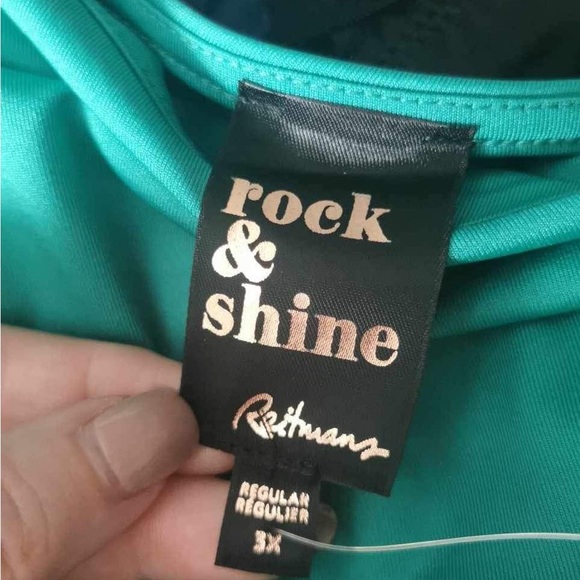 rock
&
shine
Reitmans
REGULAR
RÉGULIER
3X